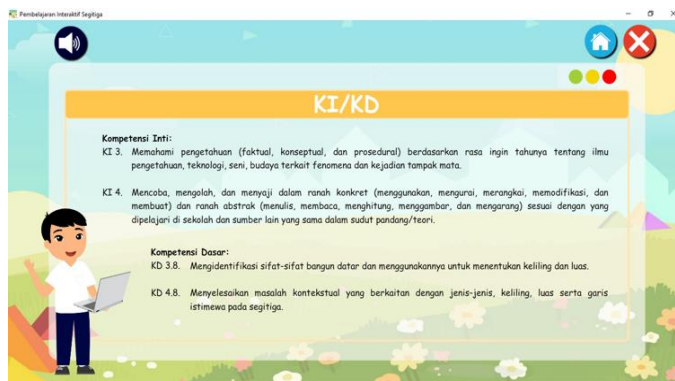 Pembelajaran Interaktif Segitiga
KI/KD
Kompetensi Inti:
KI 3. Memahami pengetahuan (faktual, konseptual, dan prosedural) berdasarkan rasa ingin tahunya tentang ilmu
pengetahuan, teknologi, seni, budaya terkait fenomena dan kejadian tampak mata.
KI 4. Mencoba, mengolah, dan menyaji dalam ranah konkret (menggunakan, mengurai, merangkai, memodifikasi, dan
membuat) dan ranah abstrak (menulis, membaca, menghitung, menggambar, dan mengarang) sesuai dengan yang
dipelajari di sekolah dan sumber lain yang sama dalam sudut pandang/teori.
Kompetensi Dasar:
KD 3.8. Mengidentifikasi sifat-sifat bangun datar dan menggunakannya untuk menentukan keliling dan luas.
KD 4.8. Menyelesaikan masalah kontekstual yang berkaitan dengan jenis-jenis, keliling, luas serta garis
istimewa pada segitiga.